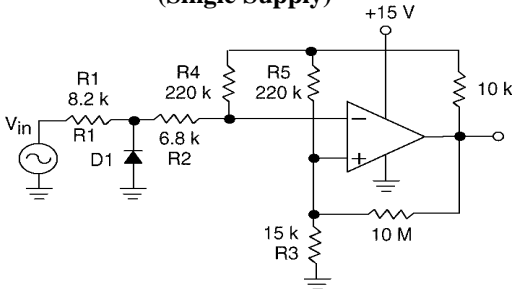 (Single Supply)
+15 V
R4
220 k
R5
220 k
10 k
R1
8.2 k
Vin
R1
D1
6.8 k
R2
−
+
15 k
R3
10 M